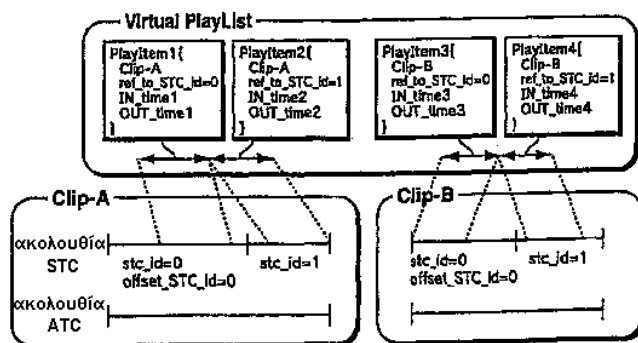 Virtual PlayList
PlayItem1{
Clip-A
ref_to_STC_id=0
IN_time1
OUT_time1
}
PlayItem2{
Clip-A
ref_to_STC_id=1
IN_time2
OUT_time2
}
PlayItem3{
Clip-B
ref_to_STC_id=0
IN_time3
OUT_time3
}
PlayItem4{
Clip-B
ref_to_STC_id=1
IN_time4
OUT_time4
}
Clip-A
ακολουθία
STC
stc_id=0
offset_STC_id=0
stc_id=1
ακολουθία
ATC
Clip-B
stc_id=0
offset_STC_id=0
stc_id=1